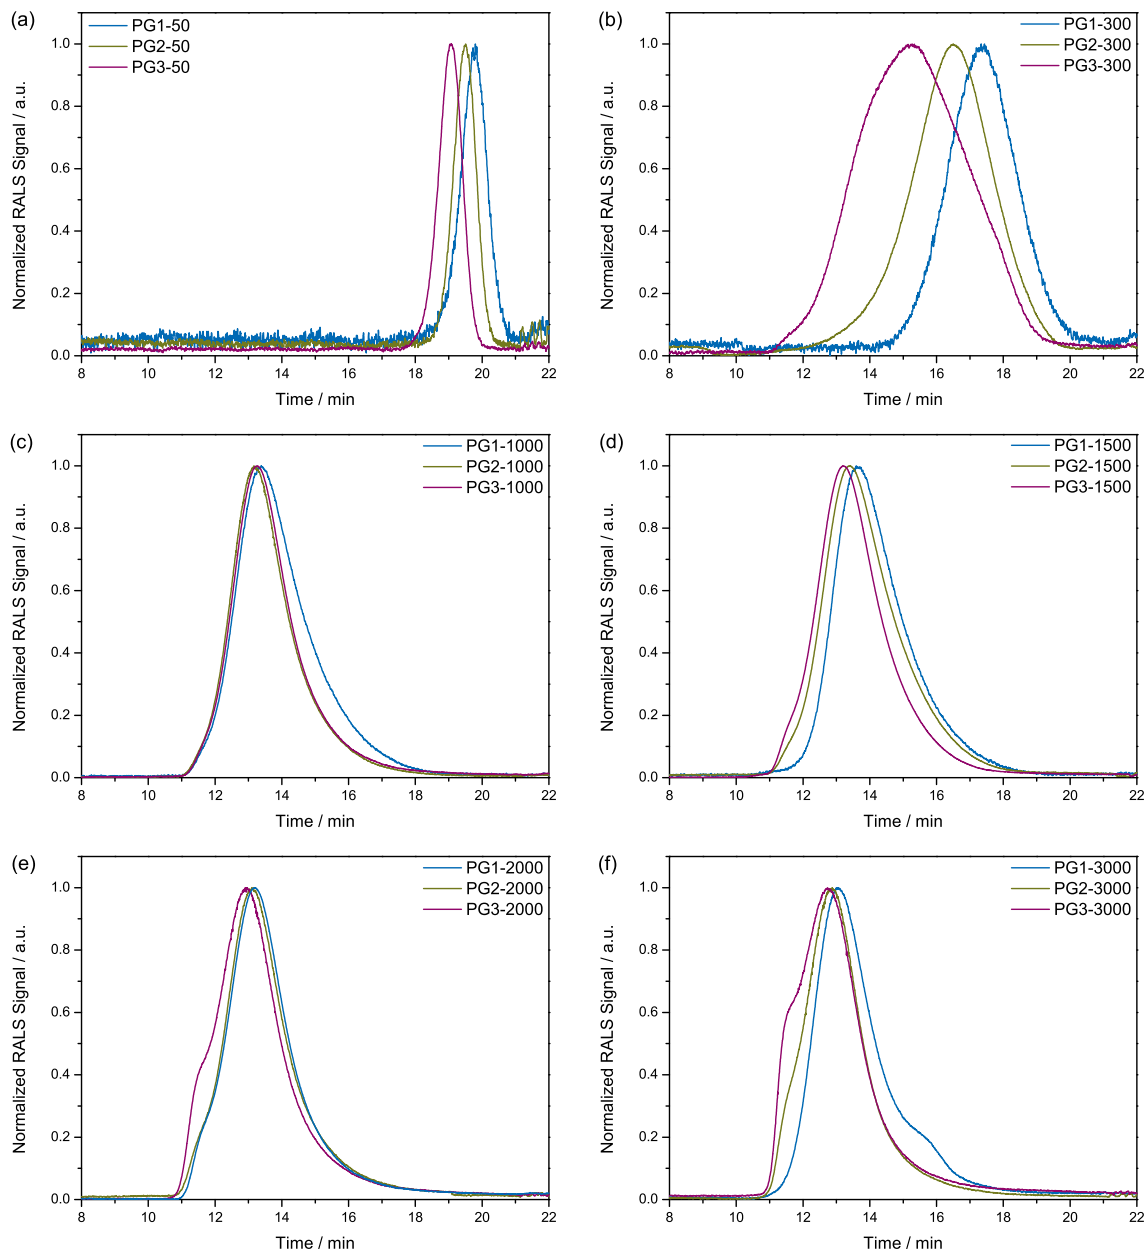 (a)
PG1-50
PG2-50
PG3-50
1.0
0.8
0.6
0.4
0.2
0.0
Normalized RALS Signal / a.u.
8 10 12 14 16 18 20 22
Time / min
(b)
PG1-300
PG2-300
PG3-300
1.0
0.8
0.6
0.4
0.2
0.0
Normalized RALS Signal / a.u.
8 10 12 14 16 18 20 22
Time / min
(c)
PG1-1000
PG2-1000
PG3-1000
1.0
0.8
0.6
0.4
0.2
0.0
Normalized RALS Signal / a.u.
8 10 12 14 16 18 20 22
Time / min
(d)
PG1-1500
PG2-1500
PG3-1500
1.0
0.8
0.6
0.4
0.2
0.0
Normalized RALS Signal / a.u.
8 10 12 14 16 18 20 22
Time / min
(e)
PG1-2000
PG2-2000
PG3-2000
1.0
0.8
0.6
0.4
0.2
0.0
Normalized RALS Signal / a.u.
8 10 12 14 16 18 20 22
Time / min
(f)
PG1-3000
PG2-3000
PG3-3000
1.0
0.8
0.6
0.4
0.2
0.0
Normalized RALS Signal / a.u.
8 10 12 14 16 18 20 22
Time / min